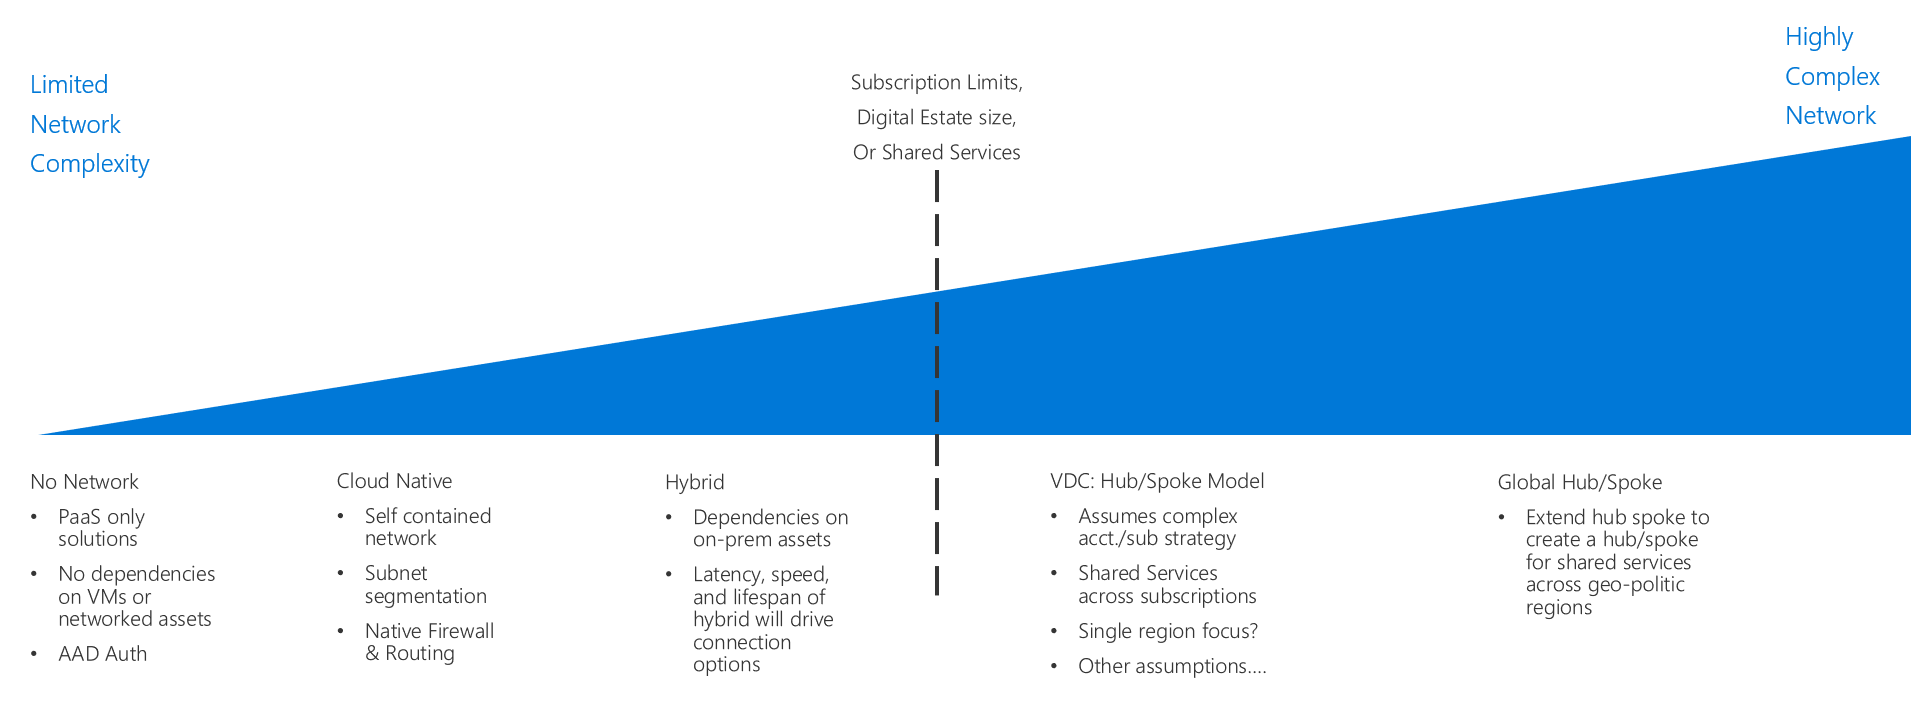 Limited
Network
Complexity
Subscription Limits,
Digital Estate size,
Or Shared Services
Highly
Complex
Network
No Network
• PaaS only
solutions
• No dependencies
on VMs or
networked assets
• AAD Auth
Cloud Native
• Self contained
network
• Subnet
segmentation
• Native Firewall
& Routing
Hybrid
• Dependencies on
on-prem assets
• Latency, speed,
and lifespan of
hybrid will drive
connection
options
VDC: Hub/Spoke Model
• Assumes complex
acct./sub strategy
• Shared Services
across subscriptions
• Single region focus?
• Other assumptions....
Global Hub/Spoke
• Extend hub spoke to
create a hub/spoke
for shared services
across geo-politic
regions